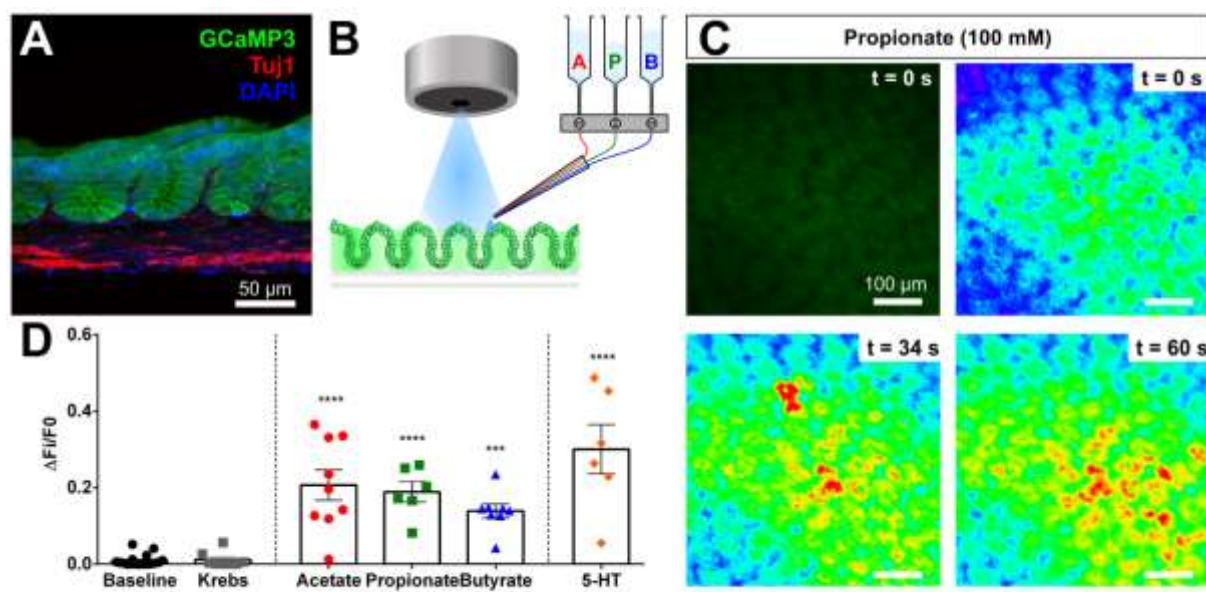 A
GCaMP3
Tuj1
DAPI
50 µm
B
A P B
C
Propionate (100 mM)
t = 0 s
100 µm
t = 0 s
t = 34 s
t = 60 s
D
ΔFi/F0
0.6
0.4
0.2
0.0
****
****
***
****
Baseline Krebs Acetate Propionate Butyrate 5-HT